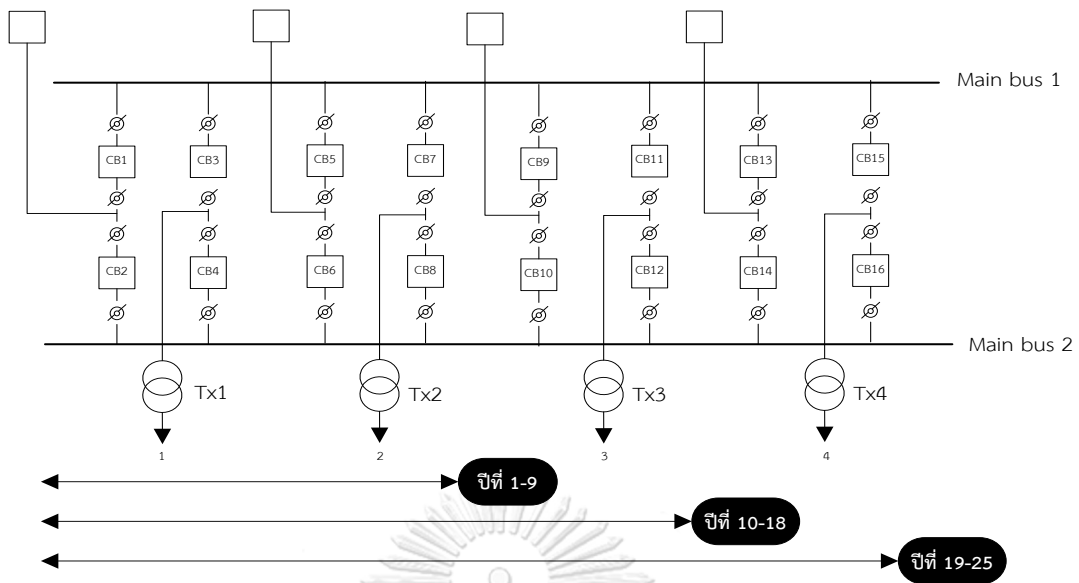 Main bus 1
CB1 CB3 CB5 CB7 CB9 CB11 CB13 CB15
CB2 CB4 CB6 CB8 CB10 CB12 CB14 CB16
Main bus 2
Tx1 Tx2 Tx3 Tx4
1 2 3 4
ปีที่ 1-9
ปีที่ 10-18
ปีที่ 19-25